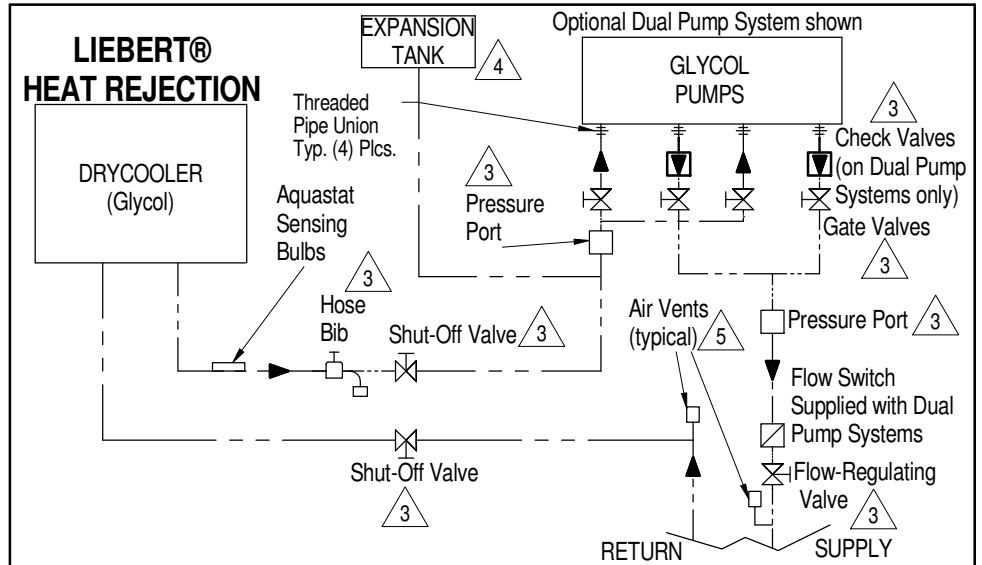 LIEBERT®
HEAT REJECTION
EXPANSION
TANK
4
Optional Dual Pump System shown
GLYCOL
PUMPS
Threaded
Pipe Union
Typ. (4) Plcs.
3
Check Valves
(on Dual Pump
Systems only)
DRYCOOLER
(Glycol)
Aquastat
Sensing
Bulbs
3
Pressure
Port
Gate Valves
3
3
Hose
Bib
Shut-Off Valve
3
Air Vents
(typical)
5
Pressure Port
3
Flow Switch
Supplied with Dual
Pump Systems
Shut-Off Valve
3
Flow-Regulating
Valve
3
RETURN
SUPPLY